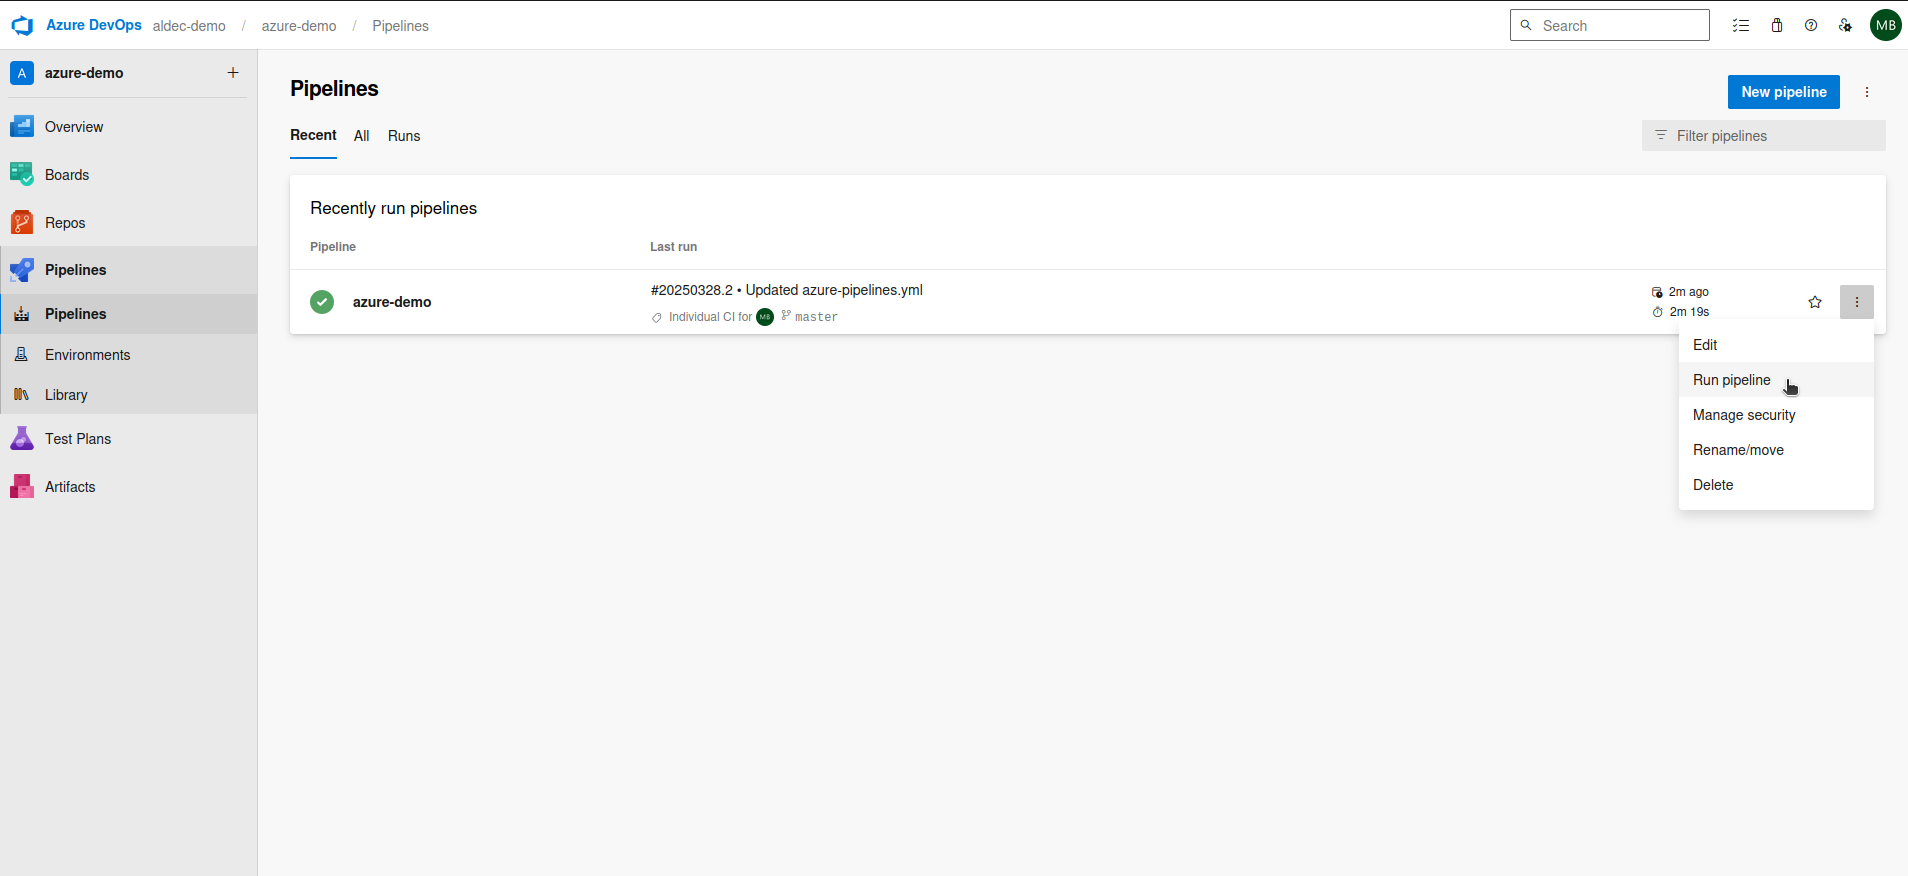 Azure DevOps aldec-demo / azure-demo / Pipelines Search MB
A azure-demo +
Overview
Boards
Repos
Pipelines
Pipelines
Environments
Library
Test Plans
Artifacts
Pipelines
New pipeline
Recent All Runs
Filter pipelines
Recently run pipelines
Pipeline Last run
azure-demo
#20250328.2 • Updated azure-pipelines.yml
Individual CI for MB master
2m ago
2m 19s
Edit
Run pipeline
Manage security
Rename/move
Delete